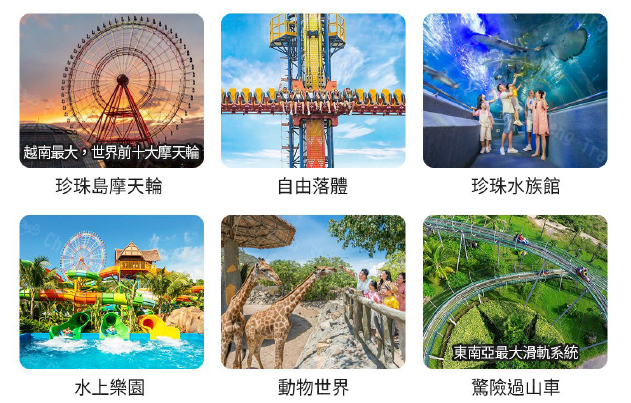 越南最大，世界前十大摩天輪
珍珠島摩天輪
自由落體
珍珠水族館
水上樂園
動物世界
東南亞最大滑軌系統
驚險過山車